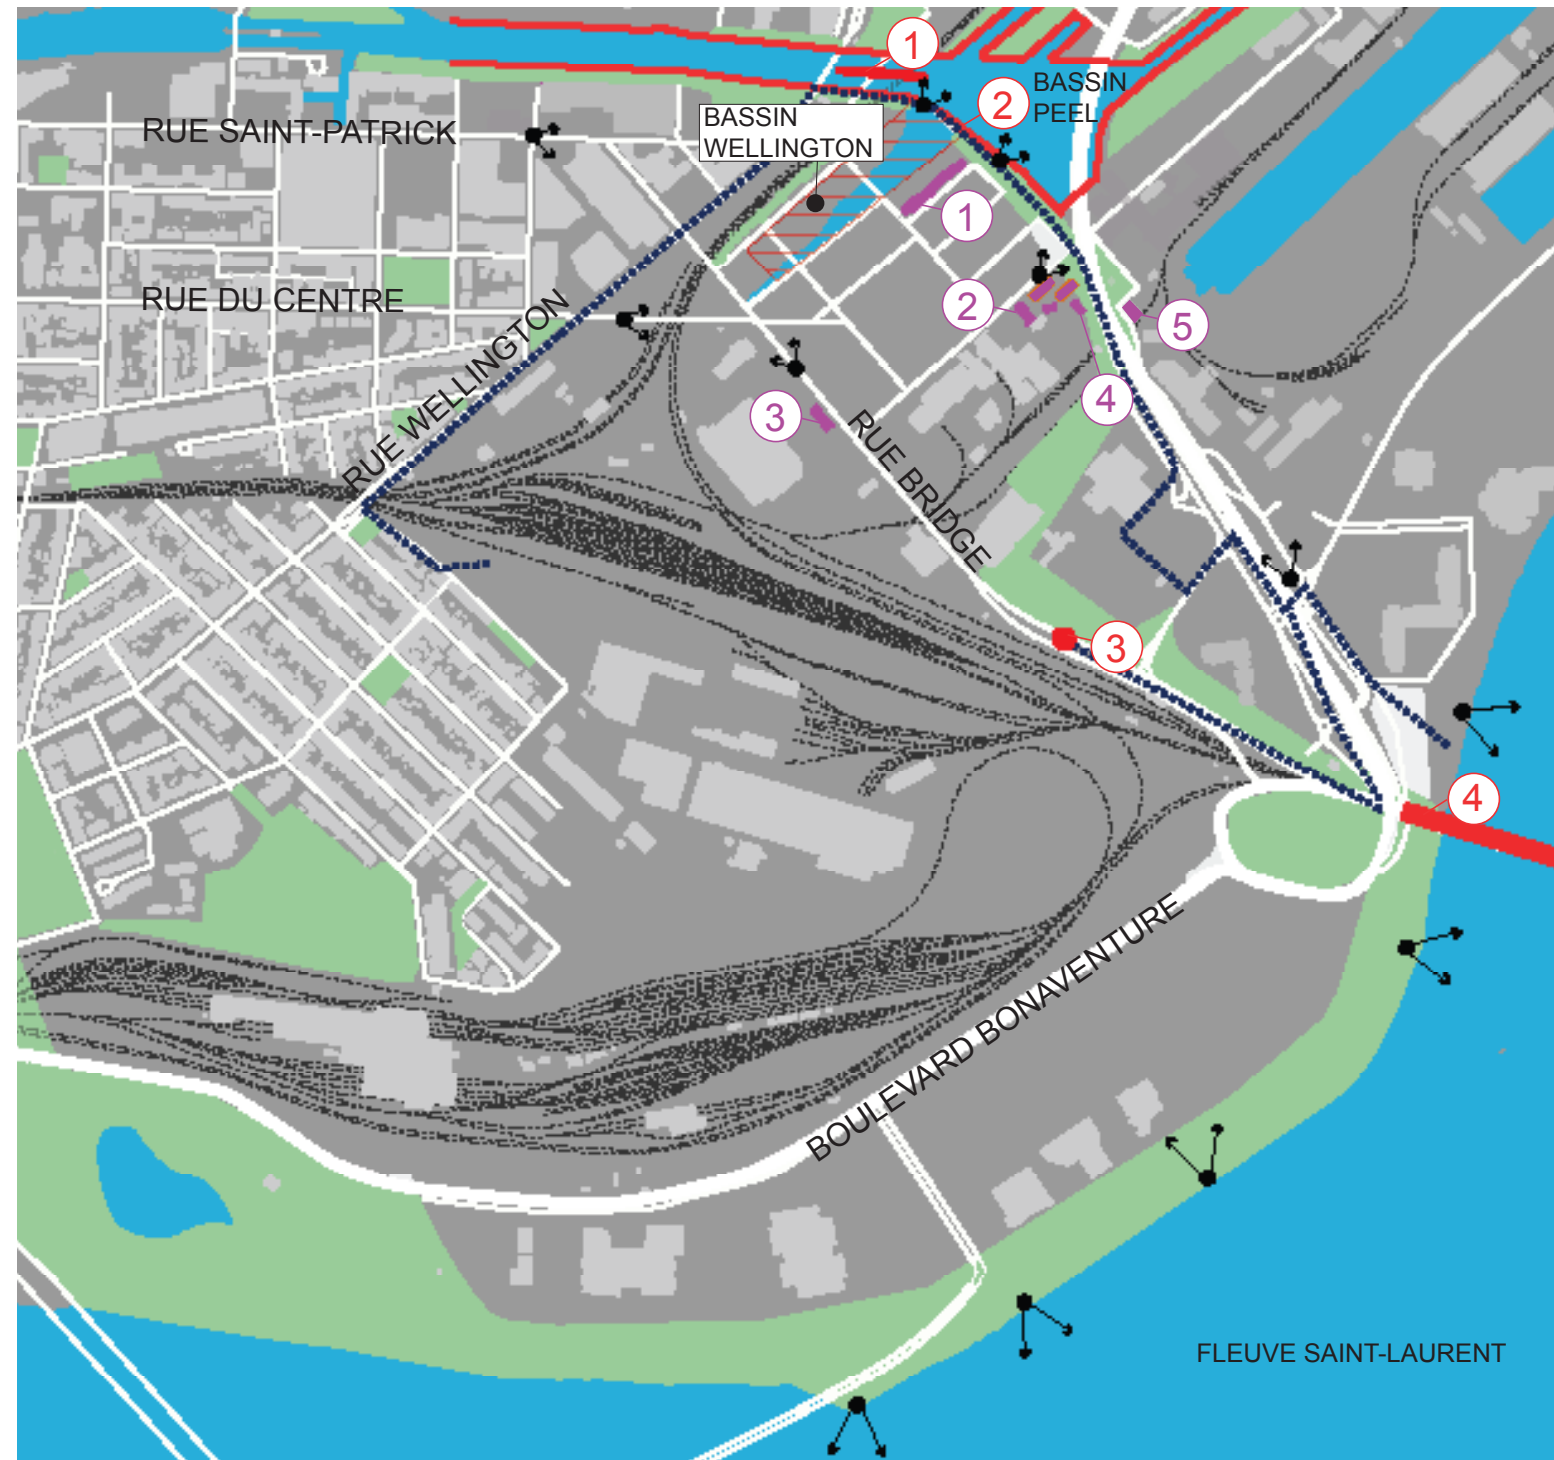 1
2
BASSIN
PEEL
BASSIN
WELLINGTON
RUE SAINT-PATRICK
1
RUE DU CENTRE
2
5
RUE WELLINGTON
4
3
RUE BRIDGE
3
4
BOULEVARD BONAVENTURE
FLEUVE SAINT-LAURENT